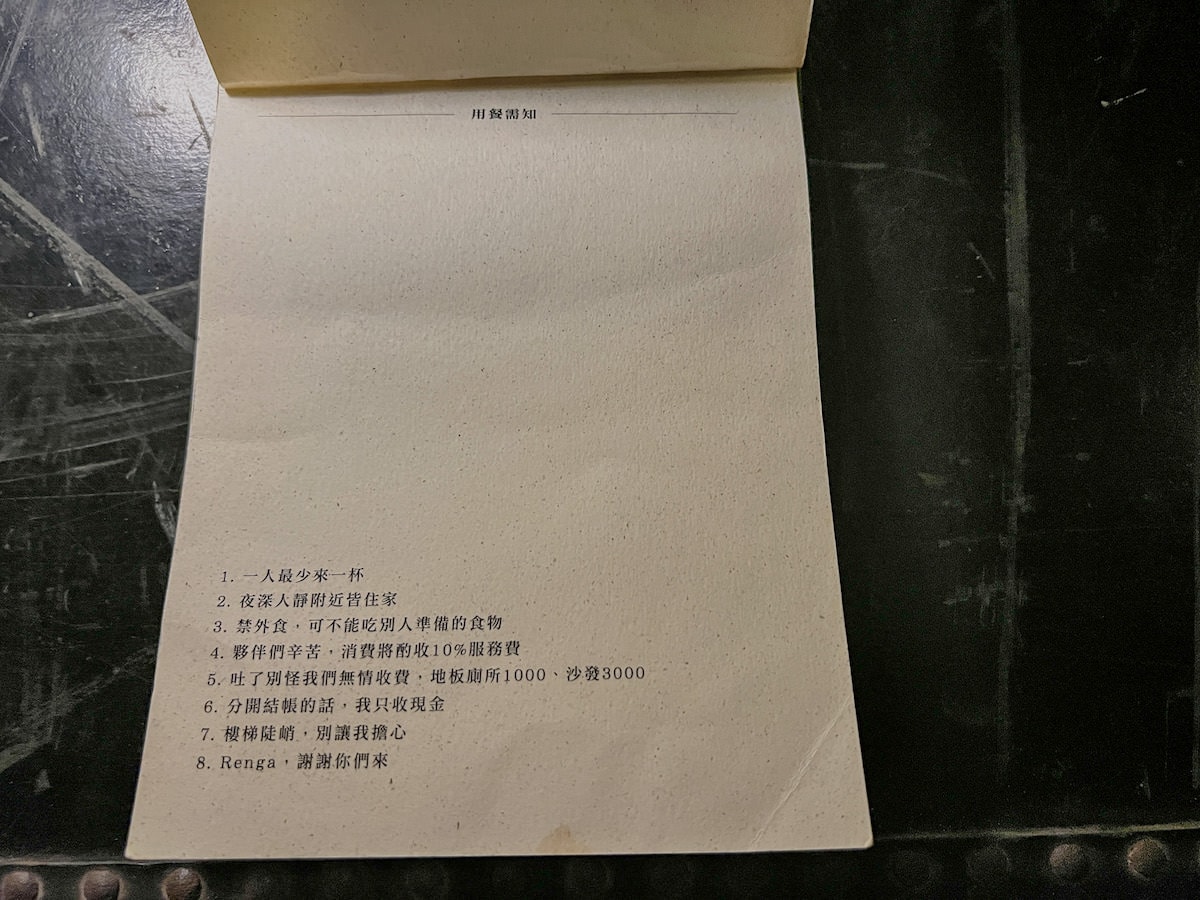 用餐需知
1. 一人最少來一杯
2. 夜深人靜附近皆住家
3. 禁外食，可不能吃別人準備的食物
4. 夥伴們辛苦，消費將酌收10%服務費
5. 吐了別怪我們無情收費，地板廁所1000、沙發3000
6. 分開結帳的話，我只收現金
7. 樓梯陡峭，別讓我擔心
8. Renga，謝謝你們來